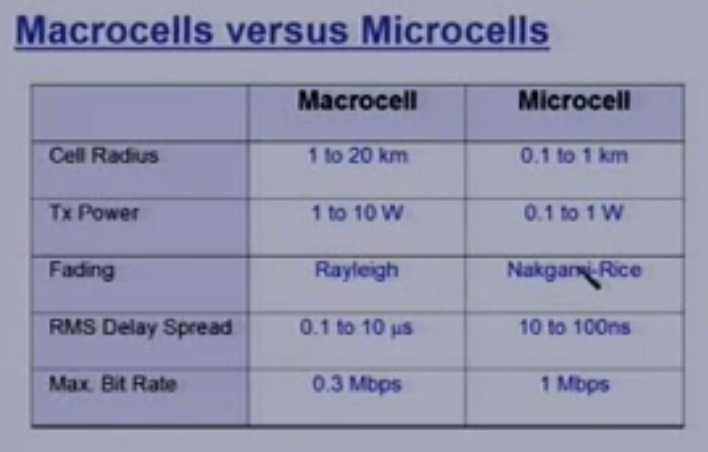 Macrocells versus Microcells
Macrocell Microcell
Cell Radius 1 to 20 km 0.1 to 1 km
Tx Power 1 to 10 W 0.1 to 1 W
Fading Rayleigh Nakgami-Rice
RMS Delay Spread 0.1 to 10 μs 10 to 100ns
Max. Bit Rate 0.3 Mbps 1 Mbps